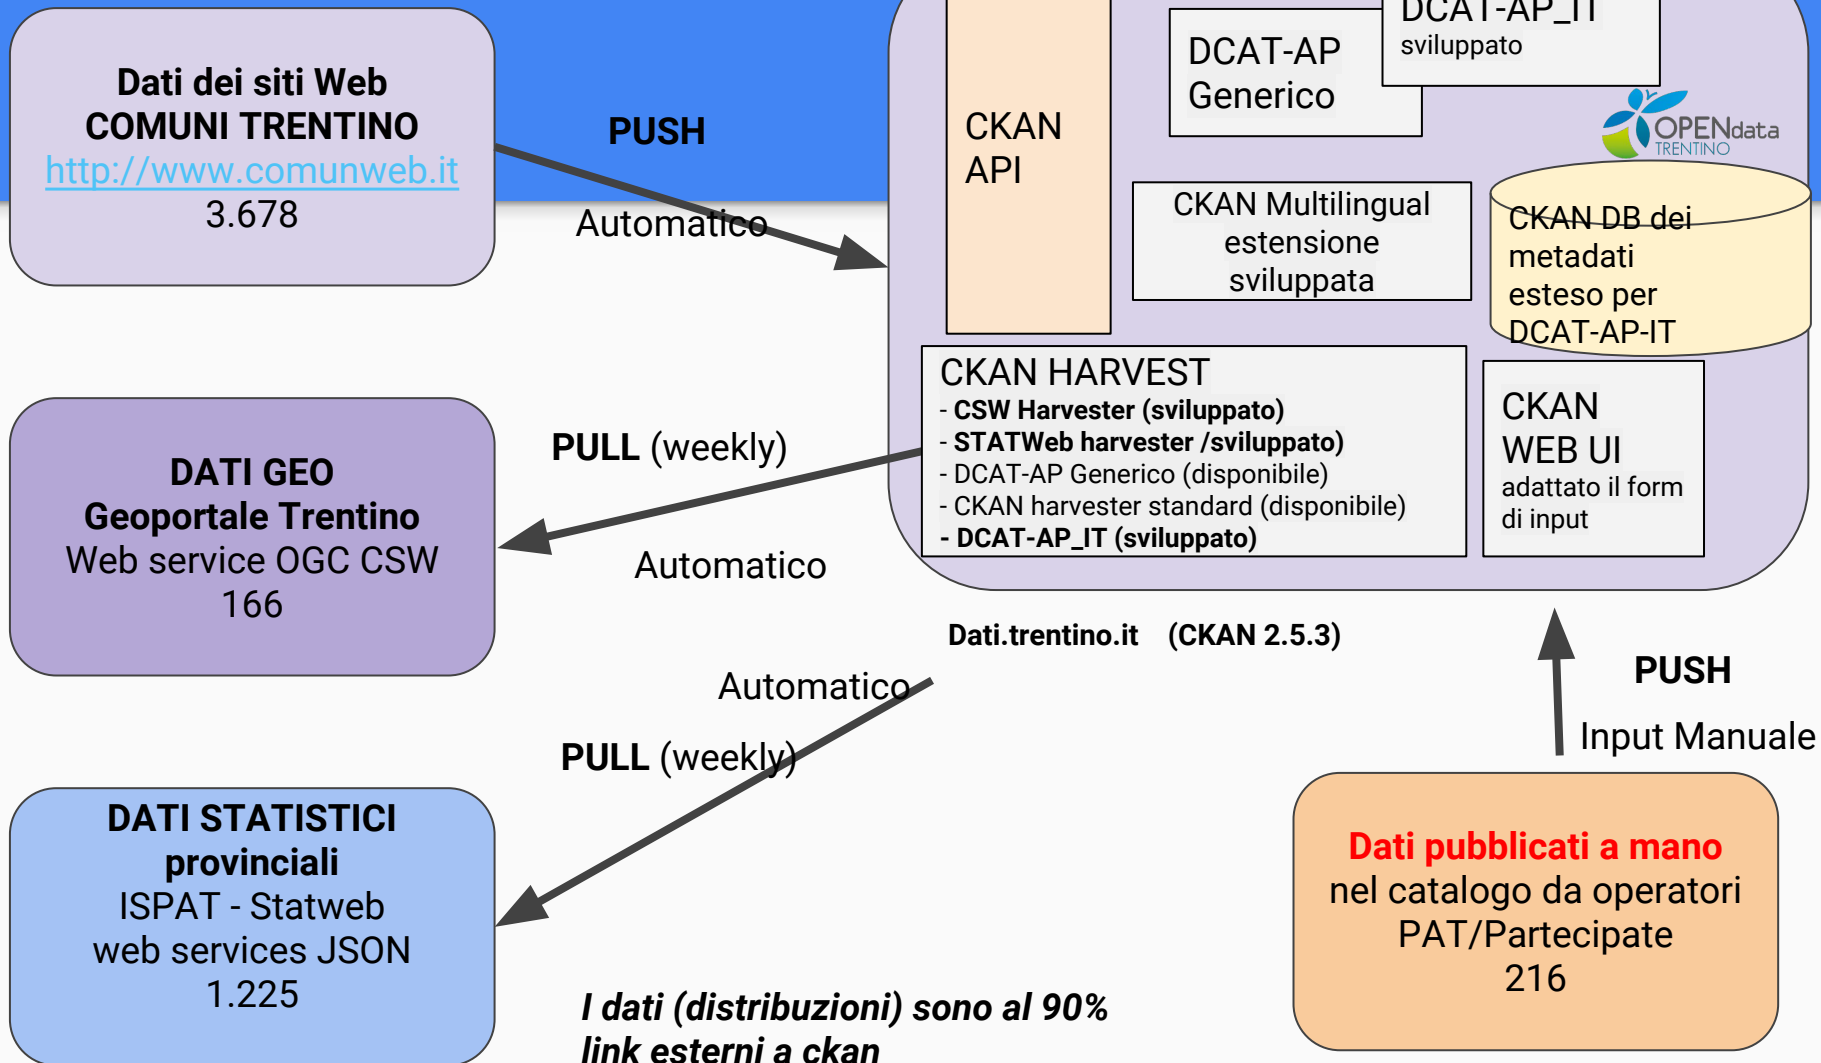 Dati dei siti Web
COMUNI TRENTINO
http://www.comunweb.it
3.678
PUSH
Automatico
CKAN
API
DCAT-AP
Generico
DCAT-AP_IT
sviluppato
OPENdata
TRENTINO
CKAN Multilingual
estensione
sviluppata
CKAN DB dei
metadati
esteso per
DCAT-AP-IT
CKAN HARVEST
- CSW Harvester (sviluppato)
- STATWeb harvester /sviluppato)
- DCAT-AP Generico (disponibile)
- CKAN harvester standard (disponibile)
- DCAT-AP_IT (sviluppato)
CKAN
WEB UI
adattato il form
di input
DATI GEO
Geoportale Trentino
Web service OGC CSW
166
PULL (weekly)
Automatico
Dati.trentino.it (CKAN 2.5.3)
Automatico
PULL (weekly)
PUSH
Input Manuale
DATI STATISTICI
provinciali
ISPAT - Statweb
web services JSON
1.225
Dati pubblicati a mano
nel catalogo da operatori
PAT/Partecipate
216
I dati (distribuzioni) sono al 90%
link esterni a ckan